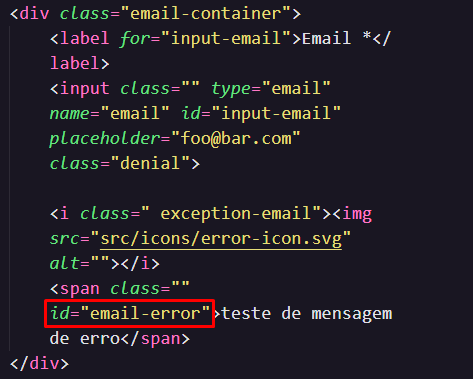 <div class="email-container">
<label for="input-email">Email *</
label>
<input class="" type="email"
name="email" id="input-email"
placeholder="foo@bar.com"
class="denial">
<i class=" exception-email"><img
src="src/icons/error-icon.svg"
alt=""></i>
<span class=""
id="email-error">teste de mensagem
de erro</span>
</div>